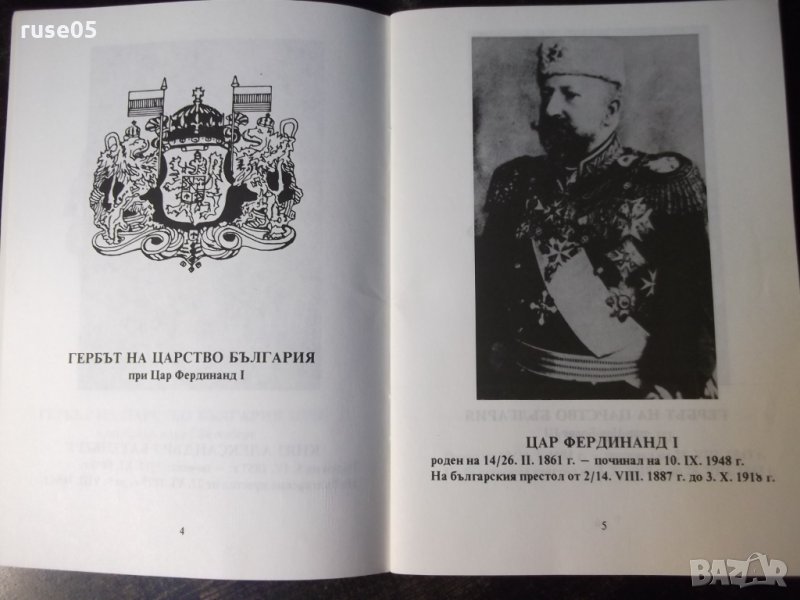 ruse05
ГЕРБЪТ НА ЦАРСТВО БЪЛГАРИЯ
при Цар Фердинанд I
4
ЦАР ФЕРДИНАНД I
роден на 14/26. II. 1861 г. — починал на 10. IX. 1948 г.
На българския престол от 2/14. VIII. 1887 г. до 3. X. 1918 г.
5
BAZAR